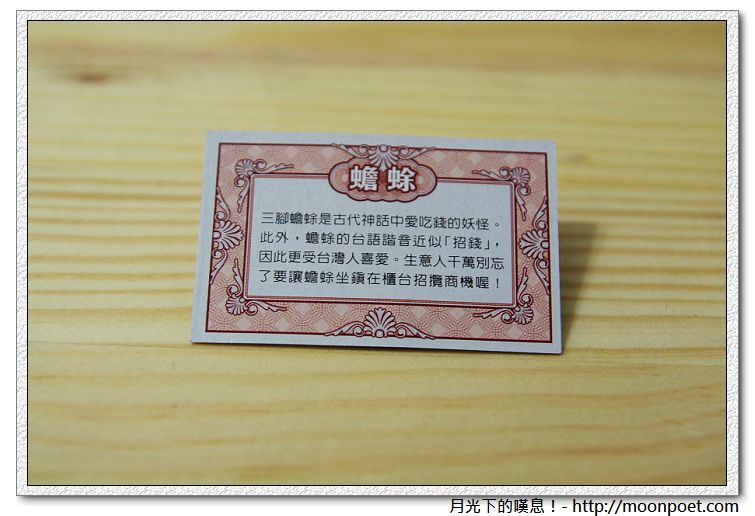 蟾蜍
三腳蟾蜍是古代神話中愛吃錢的妖怪。
此外，蟾蜍的台語諧音近似「招錢」，
因此更受台灣人喜愛。生意人千萬別忘
了要讓蟾蜍坐鎮在櫃台招攬商機喔！
月光下的嘆息！- http://moonpoet.com